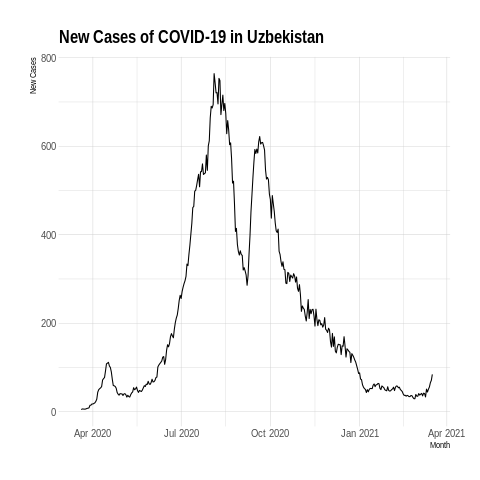 New Cases of COVID-19 in Uzbekistan
New Cases
800
600
400
200
0
Apr 2020
Jul 2020
Oct 2020
Jan 2021
Apr 2021
Month